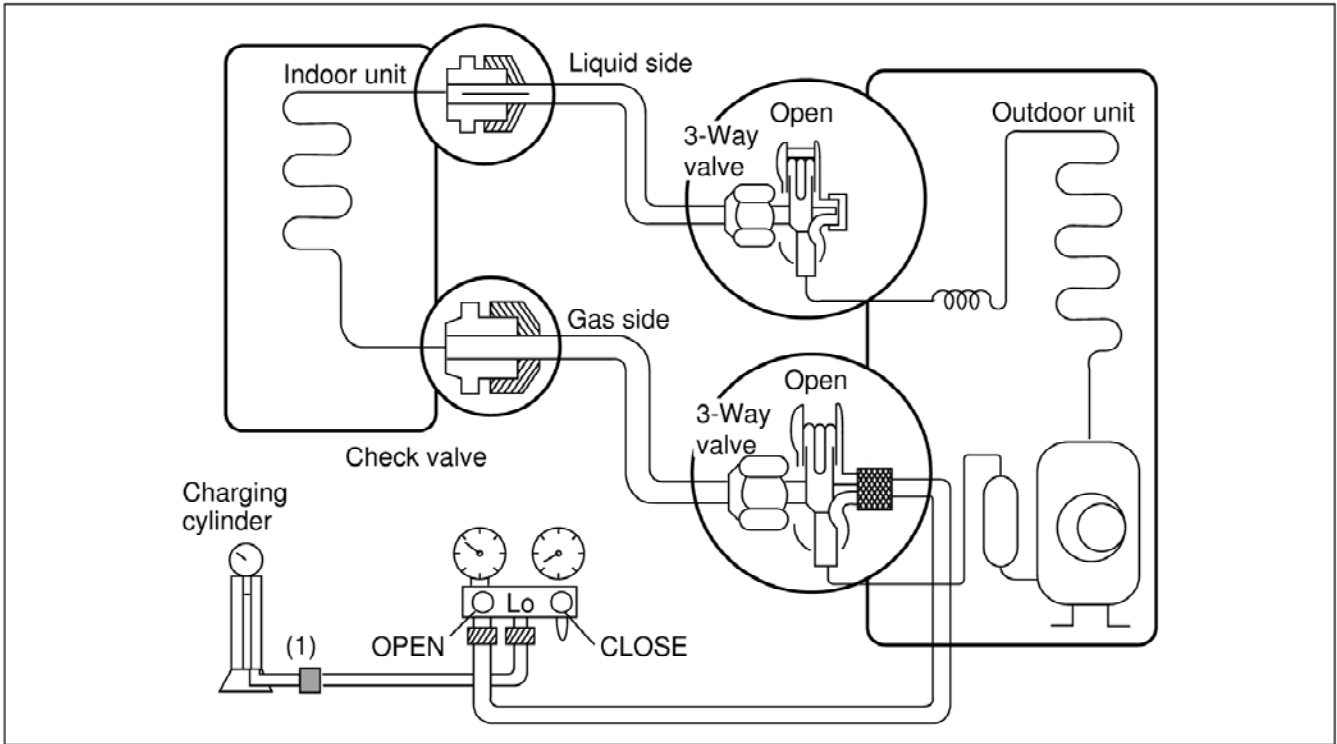 Indoor unit
Liquid side
Open
3-Way
valve
Outdoor unit
Gas side
Open
3-Way
valve
Check valve
Charging
cylinder
(1)
OPEN
Lo
CLOSE